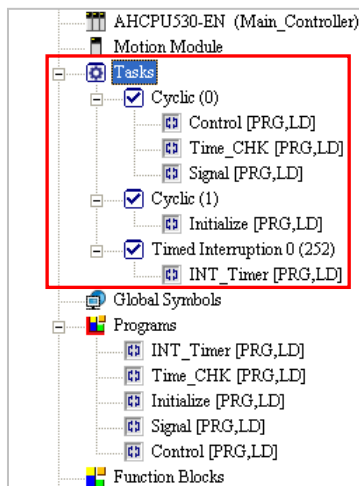 AHCPU530-EN (Main_Controller)
Motion Module
Tasks
Cyclic (0)
Control [PRG,LD]
Time_CHK [PRG,LD]
Signal [PRG,LD]
Cyclic (1)
Initialize [PRG,LD]
Timed Interruption 0 (252)
INT_Timer [PRG,LD]
Global Symbols
Programs
INT_Timer [PRG,LD]
Time_CHK [PRG,LD]
Initialize [PRG,LD]
Signal [PRG,LD]
Control [PRG,LD]
Function Blocks